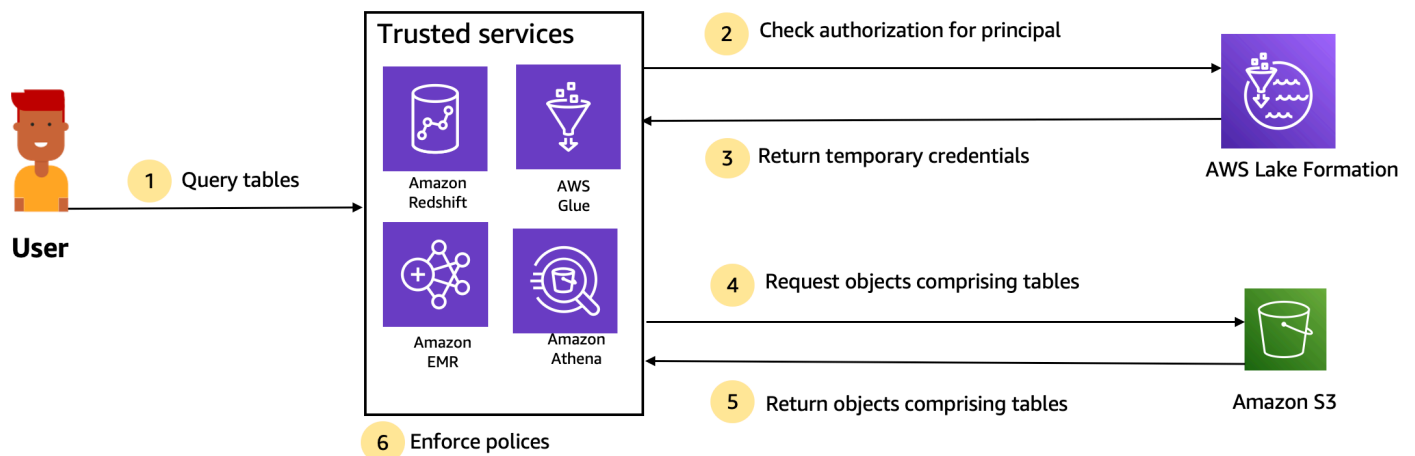 Trusted services
2 Check authorization for principal
3 Return temporary credentials
AWS Lake Formation
1 Query tables
User
Amazon
Redshift
AWS
Glue
Amazon
EMR
Amazon
Athena
4 Request objects comprising tables
5 Return objects comprising tables
Amazon S3
6 Enforce polices